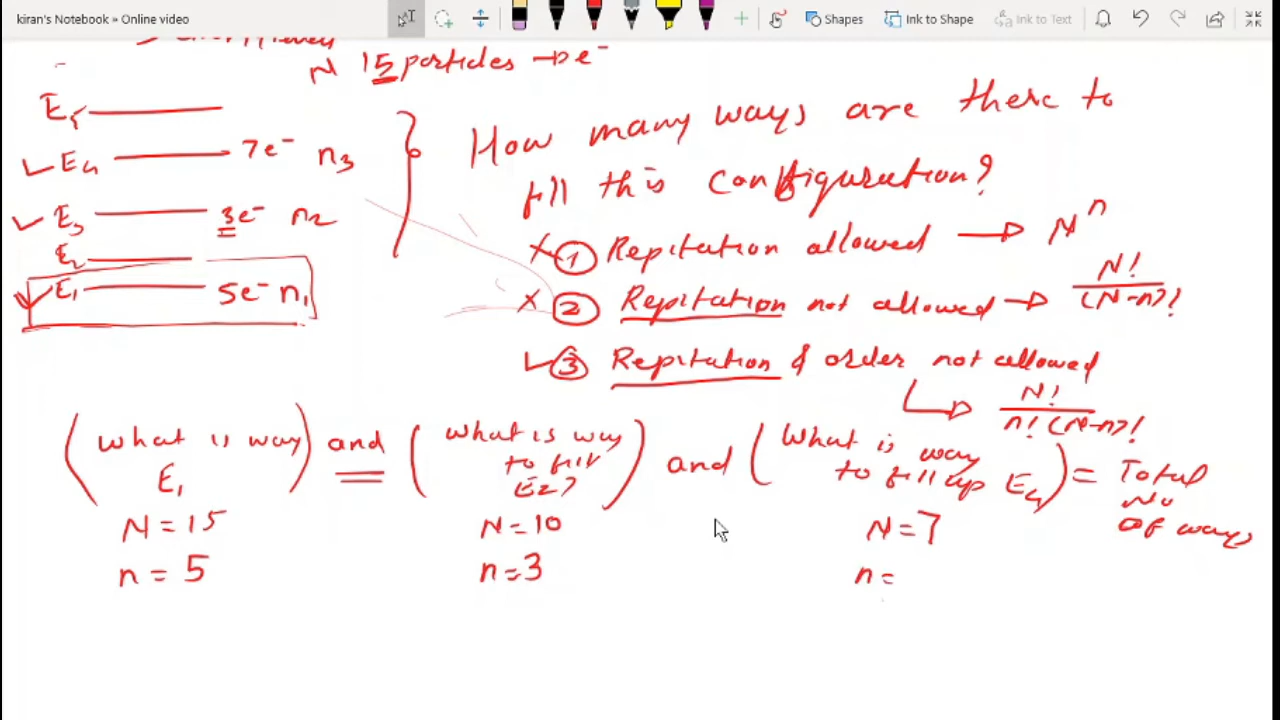 kiran's Notebook » Online video
Shapes
Ink to Shape
Ink to Text
N 15 particles → e⁻
E₅
E₄ 7e⁻ n₃
E₃ 3e⁻ n₂
E₂
E₁ 5e⁻ n₁
How many ways are there to
fill this configuration?
× ① Repitation allowed → Nⁿ
× ② Repitation not allowed → N! / (N-n)!
✓ ③ Repitation & order not allowed
→ N! / n! (N-n)!
(what is way E₁) and (what is way to fill E₂?) and (what is way to fill up E₄) = Total No of ways
N = 15
n = 5
N = 10
n = 3
N = 7
n =